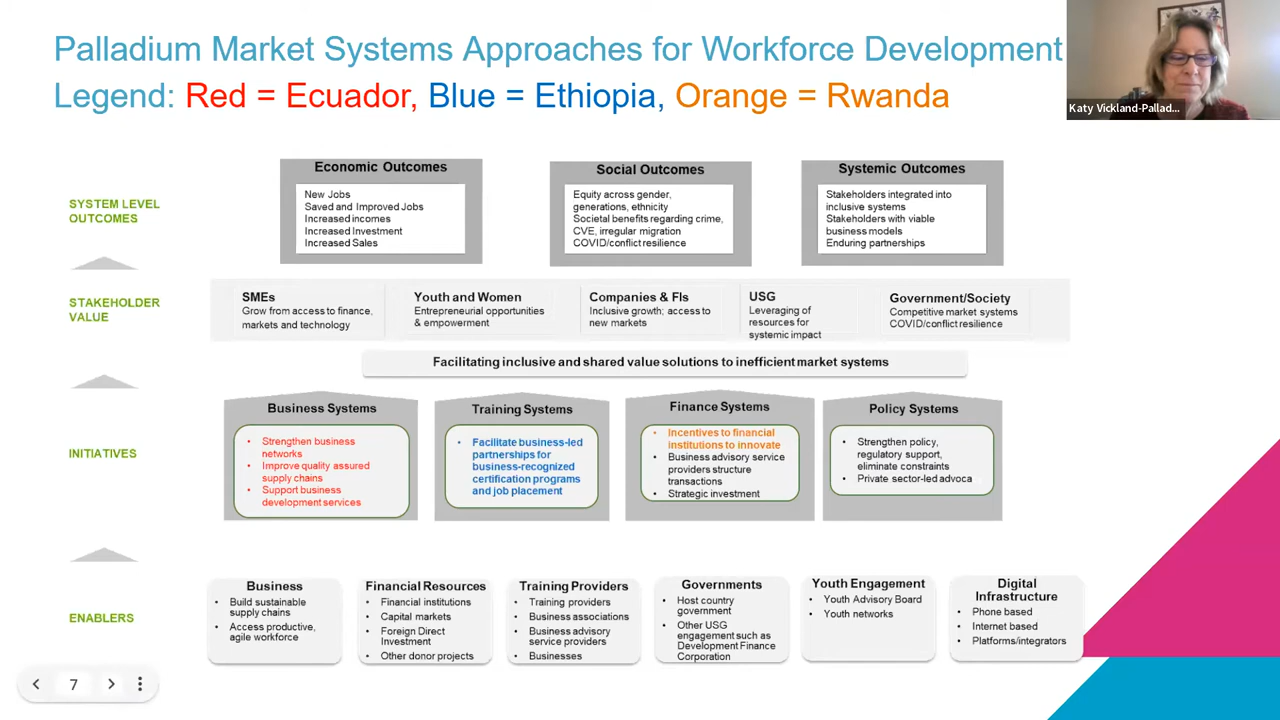 Palladium Market Systems Approaches for Workforce Development
Legend: Red = Ecuador, Blue = Ethiopia, Orange = Rwanda
Katy Vickland-Pallad...
SYSTEM LEVEL
OUTCOMES
Economic Outcomes
New Jobs
Saved and Improved Jobs
Increased incomes
Increased Investment
Increased Sales
Social Outcomes
Equity across gender,
generations, ethnicity
Societal benefits regarding crime,
CVE, irregular migration
COVID/conflict resilience
Systemic Outcomes
Stakeholders integrated into
inclusive systems
Stakeholders with viable
business models
Enduring partnerships
STAKEHOLDER
VALUE
SMEs
Grow from access to finance,
markets and technology
Youth and Women
Entrepreneurial opportunities
& empowerment
Companies & FIs
Inclusive growth; access to
new markets
USG
Leveraging of
resources for
systemic impact
Government/Society
Competitive market systems
COVID/conflict resilience
Facilitating inclusive and shared value solutions to inefficient market systems
INITIATIVES
Business Systems
• Strengthen business
networks
• Improve quality assured
supply chains
• Support business
development services
Training Systems
• Facilitate business-led
partnerships for
business-recognized
certification programs
and job placement
Finance Systems
• Incentives to financial
institutions to innovate
• Business advisory service
providers structure
transactions
• Strategic investment
Policy Systems
• Strengthen policy,
regulatory support,
eliminate constraints
• Private sector-led advoca
ENABLERS
Business
• Build sustainable
supply chains
• Access productive,
agile workforce
Financial Resources
• Financial institutions
• Capital markets
• Foreign Direct
Investment
• Other donor projects
Training Providers
• Training providers
• Business associations
• Business advisory
service providers
• Businesses
Governments
• Host country
government
• Other USG
engagement such as
Development Finance
Corporation
Youth Engagement
• Youth Advisory Board
• Youth networks
Digital
Infrastructure
• Phone based
• Internet based
• Platforms/integrators
7